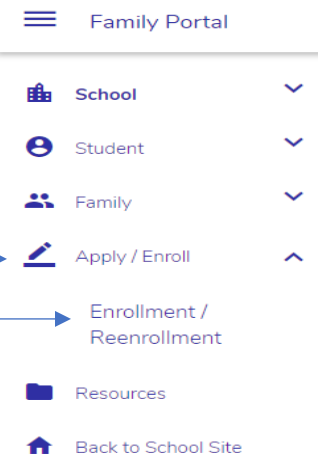 Family Portal
School
Student
Family
Apply / Enroll
Enrollment /
Reenrollment
Resources
Back to School Site